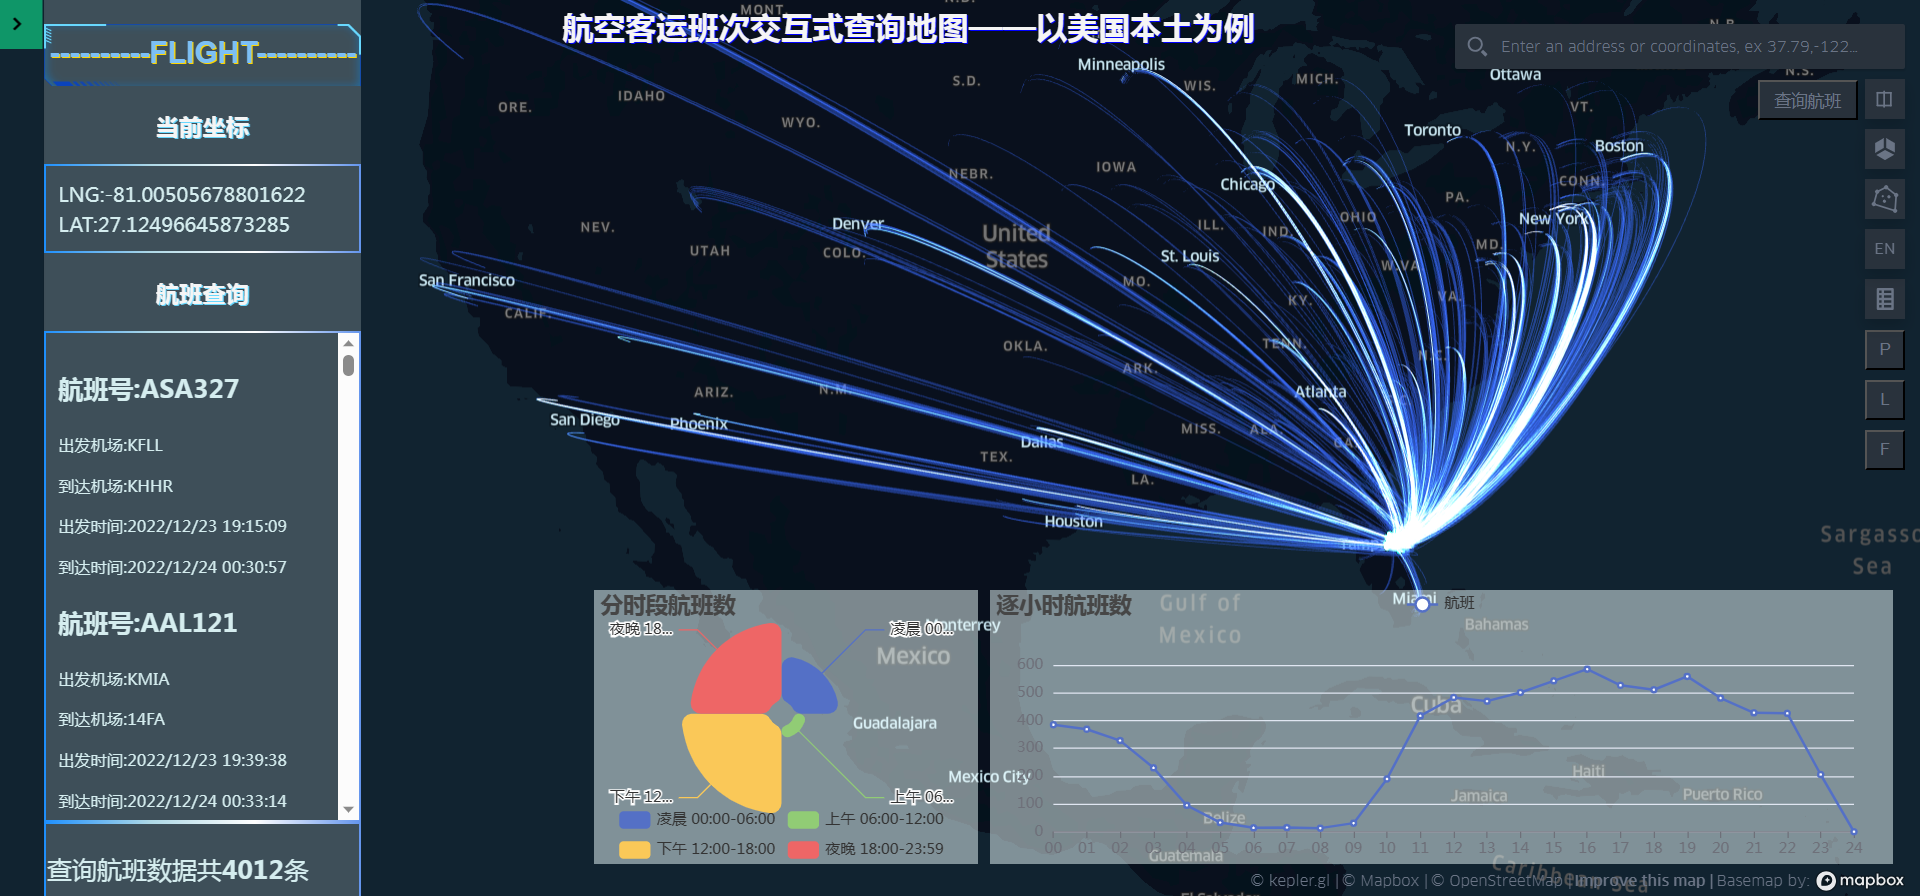 航空客运班次交互式查询地图——以美国本土为例
----------FLIGHT----------
当前坐标
LNG:-81.00505678801622
LAT:27.12496645873285
航班查询
航班号:ASA327
出发机场:KFLL
到达机场:KHHR
出发时间:2022/12/23 19:15:09
到达时间:2022/12/24 00:30:57
航班号:AAL121
出发机场:KMIA
到达机场:14FA
出发时间:2022/12/23 19:39:38
到达时间:2022/12/24 00:33:14
查询航班数据共4012条
Enter an address or coordinates, ex 37.79,-122...
查询航班
EN
P
L
F
MONT.
Minneapolis
Ottawa
N.S.
S.D.
WIS.
MICH.
VT.
ORE.
IDAHO
WYO.
Toronto
N.Y.
Boston
NEBR.
IOWA
Chicago
PA.
CONN.
NEV.
UTAH
Denver
COLO.
United
States
ILL.
IND.
OHIO
New York
MD.
St. Louis
W.VA
San Francisco
CALIF.
MO.
KY.
VA.
OKLA.
TENN.
N.C.
ARK.
ARIZ.
N.M.
Atlanta
San Diego
Phoenix
Dallas
MISS.
ALA.
GA.
TEX.
LA.
Houston
Sargasso
Sea
Miami
Gulf of
Mexico
Bahamas
Monterrey
Mexico
Guadalajara
Mexico City
Cuba
Haiti
Jamaica
Puerto Rico
Belize
Guatemala
El Salvador
Caribbean Sea
分时段航班数
夜晚 18...
凌晨 00...
下午 12...
上午 06...
凌晨 00:00-06:00
上午 06:00-12:00
下午 12:00-18:00
夜晚 18:00-23:59
逐小时航班数
航班
600
500
400
300
200
100
0
00 01 02 03 04 05 06 07 08 09 10 11 12 13 14 15 16 17 18 19 20 21 22 23 24
© kepler.gl | © Mapbox | © OpenStreetMap | Improve this map | Basemap by: mapbox